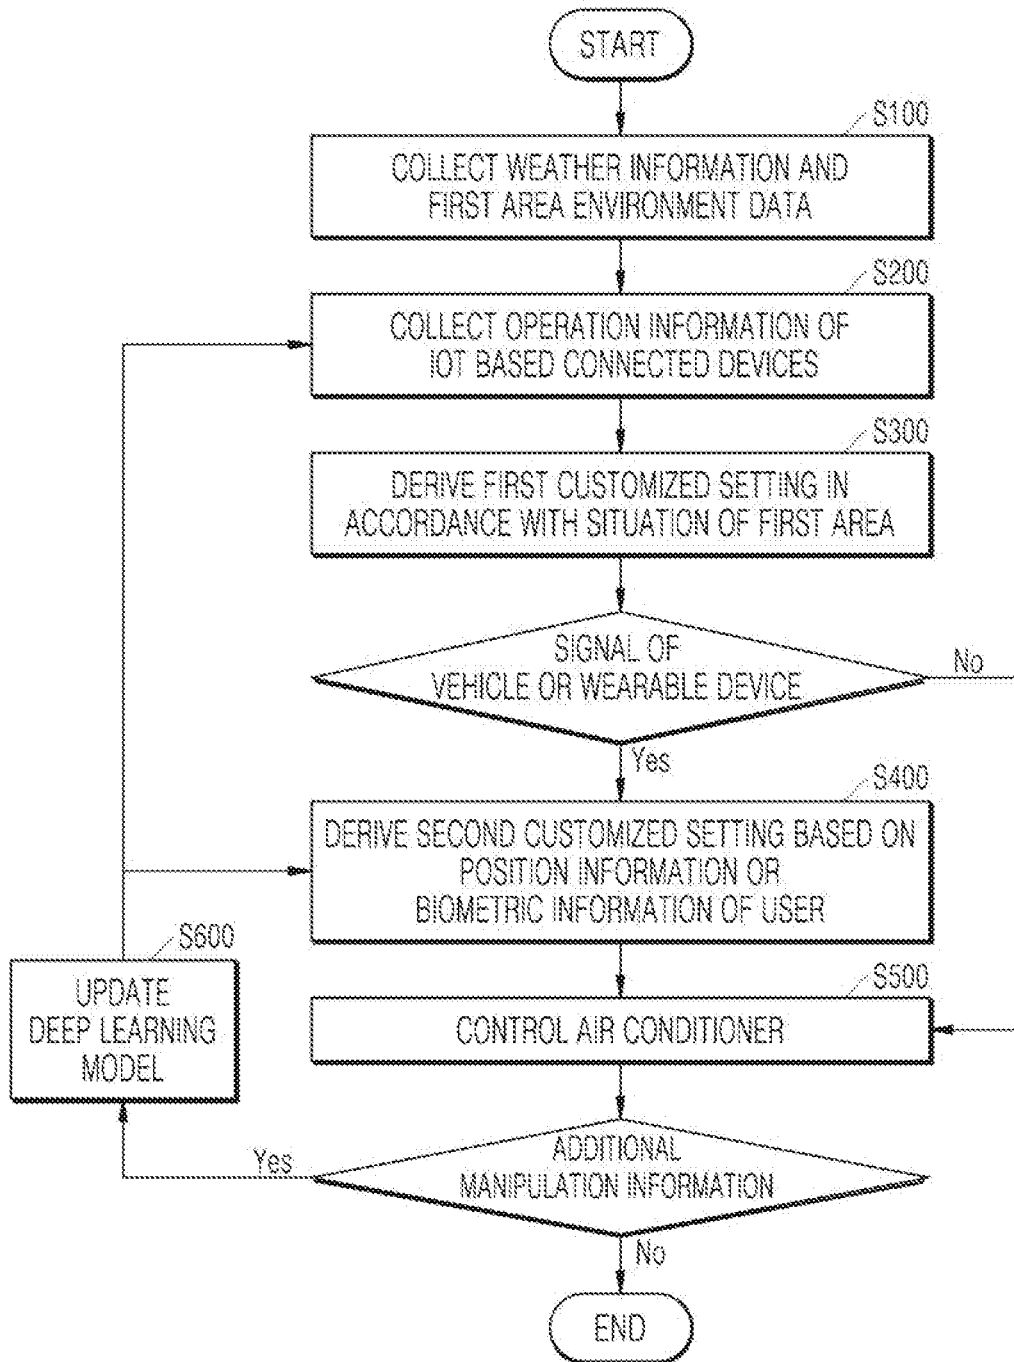 START
S100
COLLECT WEATHER INFORMATION AND
FIRST AREA ENVIRONMENT DATA
S200
COLLECT OPERATION INFORMATION OF
IOT BASED CONNECTED DEVICES
S300
DERIVE FIRST CUSTOMIZED SETTING IN
ACCORDANCE WITH SITUATION OF FIRST AREA
SIGNAL OF
VEHICLE OR WEARABLE DEVICE
No
Yes
S400
DERIVE SECOND CUSTOMIZED SETTING BASED ON
POSITION INFORMATION OR
BIOMETRIC INFORMATION OF USER
S600
UPDATE
DEEP LEARNING
MODEL
S500
CONTROL AIR CONDITIONER
Yes
ADDITIONAL
MANIPULATION INFORMATION
No
END